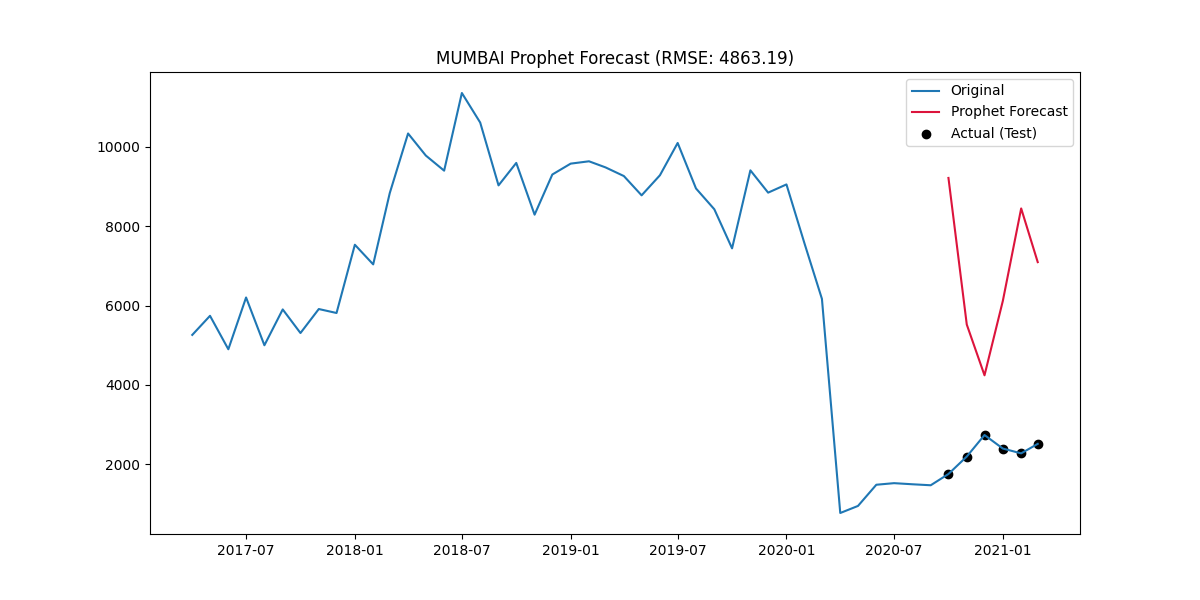 MUMBAI Prophet Forecast (RMSE: 4863.19)
Original
Prophet Forecast
Actual (Test)
10000
8000
6000
4000
2000
2017-07 2018-01 2018-07 2019-01 2019-07 2020-01 2020-07 2021-01